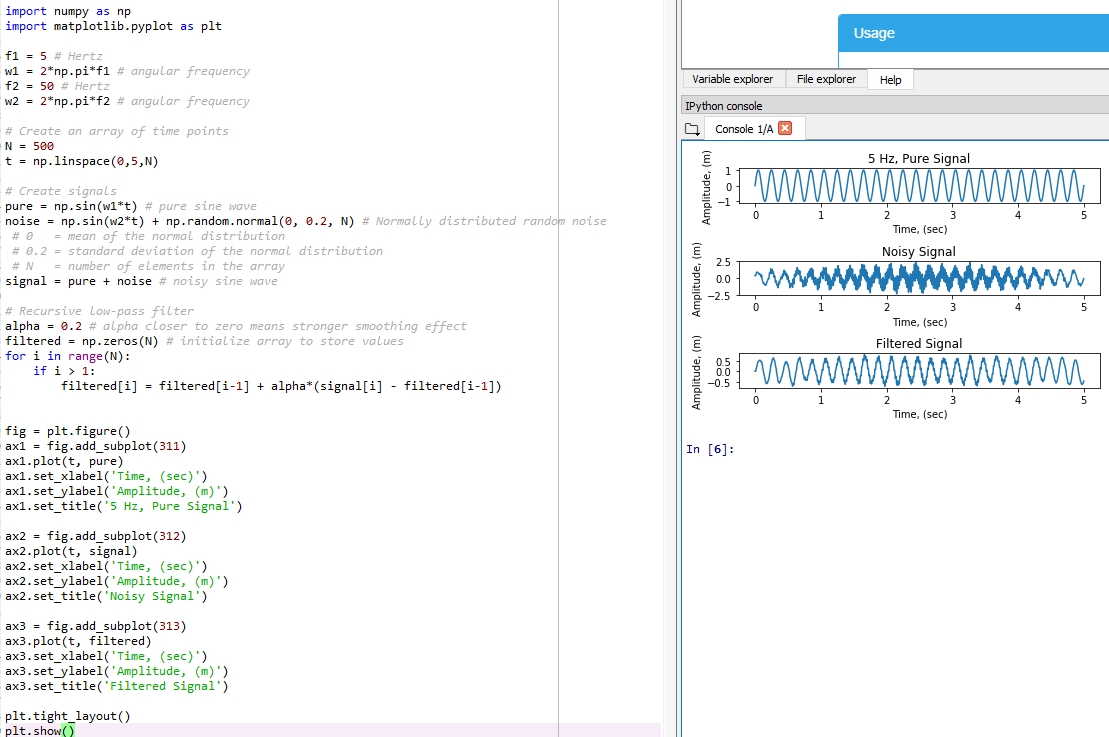 import numpy as np
import matplotlib.pyplot as plt
f1 = 5 # Hertz
w1 = 2*np.pi*f1 # angular frequency
f2 = 50 # Hertz
w2 = 2*np.pi*f2 # angular frequency
# Create an array of time points
N = 500
t = np.linspace(0,5,N)
# Create signals
pure = np.sin(w1*t) # pure sine wave
noise = np.sin(w2*t) + np.random.normal(0, 0.2, N) # Normally distributed random noise
# 0   = mean of the normal distribution
# 0.2 = standard deviation of the normal distribution
# N   = number of elements in the array
signal = pure + noise # noisy sine wave
# Recursive low-pass filter
alpha = 0.2 # alpha closer to zero means stronger smoothing effect
filtered = np.zeros(N) # initialize array to store values
for i in range(N):
    if i > 1:
        filtered[i] = filtered[i-1] + alpha*(signal[i] - filtered[i-1])
fig = plt.figure()
ax1 = fig.add_subplot(311)
ax1.plot(t, pure)
ax1.set_xlabel('Time, (sec)')
ax1.set_ylabel('Amplitude, (m)')
ax1.set_title('5 Hz, Pure Signal')
ax2 = fig.add_subplot(312)
ax2.plot(t, signal)
ax2.set_xlabel('Time, (sec)')
ax2.set_ylabel('Amplitude, (m)')
ax2.set_title('Noisy Signal')
ax3 = fig.add_subplot(313)
ax3.plot(t, filtered)
ax3.set_xlabel('Time, (sec)')
ax3.set_ylabel('Amplitude, (m)')
ax3.set_title('Filtered Signal')
plt.tight_layout()
plt.show()
Usage
Variable explorer File explorer Help
IPython console
Console 1/A
5 Hz, Pure Signal
Amplitude, (m)
1
0
−1
0 1 2 3 4 5
Time, (sec)
Noisy Signal
Amplitude, (m)
2.5
0.0
−2.5
0 1 2 3 4 5
Time, (sec)
Filtered Signal
Amplitude, (m)
0.5
0.0
−0.5
0 1 2 3 4 5
Time, (sec)
In [6]: